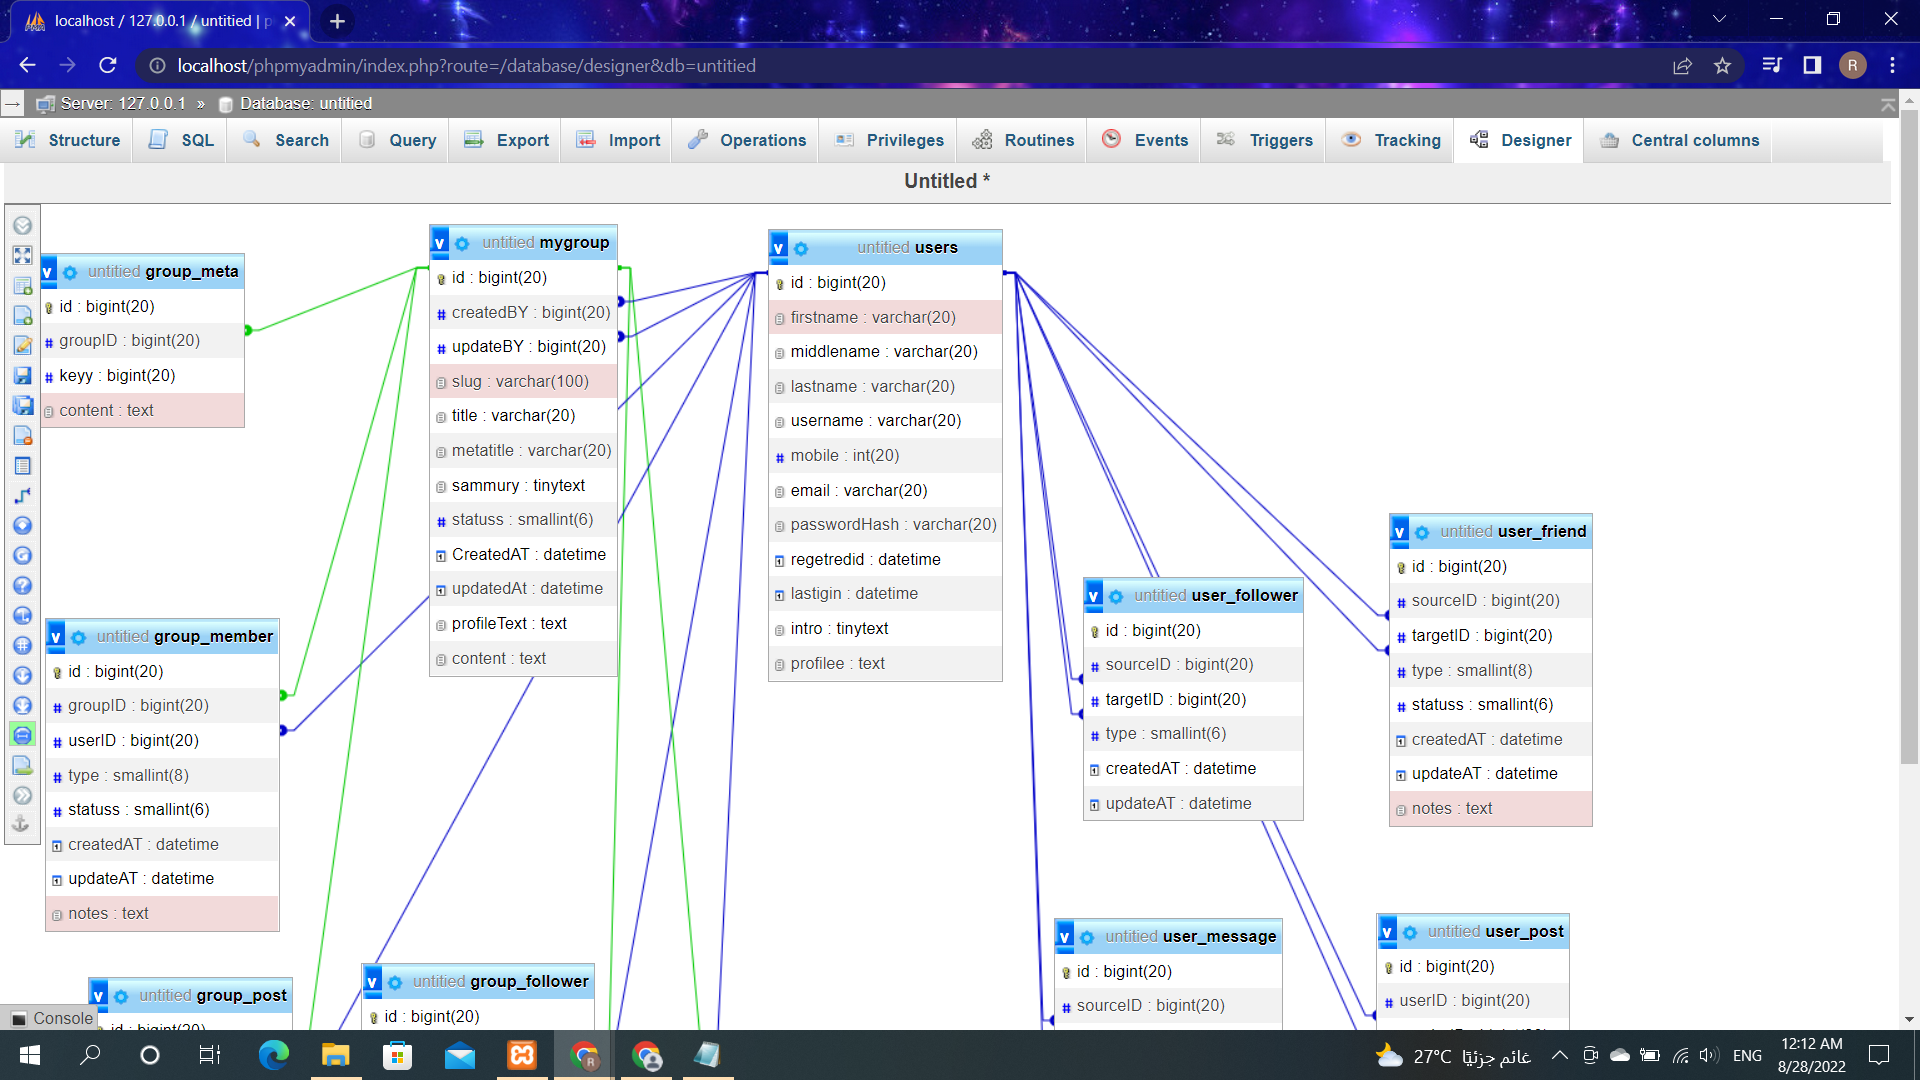 localhost / 127.0.0.1 / untitled | p
localhost/phpmyadmin/index.php?route=/database/designer&db=untitled
R
Server: 127.0.0.1 » Database: untitled
Structure SQL Search Query Export Import Operations Privileges Routines Events Triggers Tracking Designer Central columns
Untitled *
v untitled group_meta
id : bigint(20)
groupID : bigint(20)
keyy : bigint(20)
content : text
v untitled mygroup
id : bigint(20)
createdBY : bigint(20)
updateBY : bigint(20)
slug : varchar(100)
title : varchar(20)
metatitle : varchar(20)
sammury : tinytext
statuss : smallint(6)
CreatedAT : datetime
updatedAt : datetime
profileText : text
content : text
v untitled users
id : bigint(20)
firstname : varchar(20)
middlename : varchar(20)
lastname : varchar(20)
username : varchar(20)
mobile : int(20)
email : varchar(20)
passwordHash : varchar(20)
regetredid : datetime
lastigin : datetime
intro : tinytext
profilee : text
v untitled user_friend
id : bigint(20)
sourceID : bigint(20)
targetID : bigint(20)
type : smallint(8)
statuss : smallint(6)
createdAT : datetime
updateAT : datetime
notes : text
v untitled user_follower
id : bigint(20)
sourceID : bigint(20)
targetID : bigint(20)
type : smallint(6)
createdAT : datetime
updateAT : datetime
v untitled group_member
id : bigint(20)
groupID : bigint(20)
userID : bigint(20)
type : smallint(8)
statuss : smallint(6)
createdAT : datetime
updateAT : datetime
notes : text
v untitled group_post
id : bigint(20)
v untitled group_follower
id : bigint(20)
v untitled user_message
id : bigint(20)
sourceID : bigint(20)
v untitled user_post
id : bigint(20)
userID : bigint(20)
Console
27°C غائم جزئيًا
ENG
12:12 AM
8/28/2022